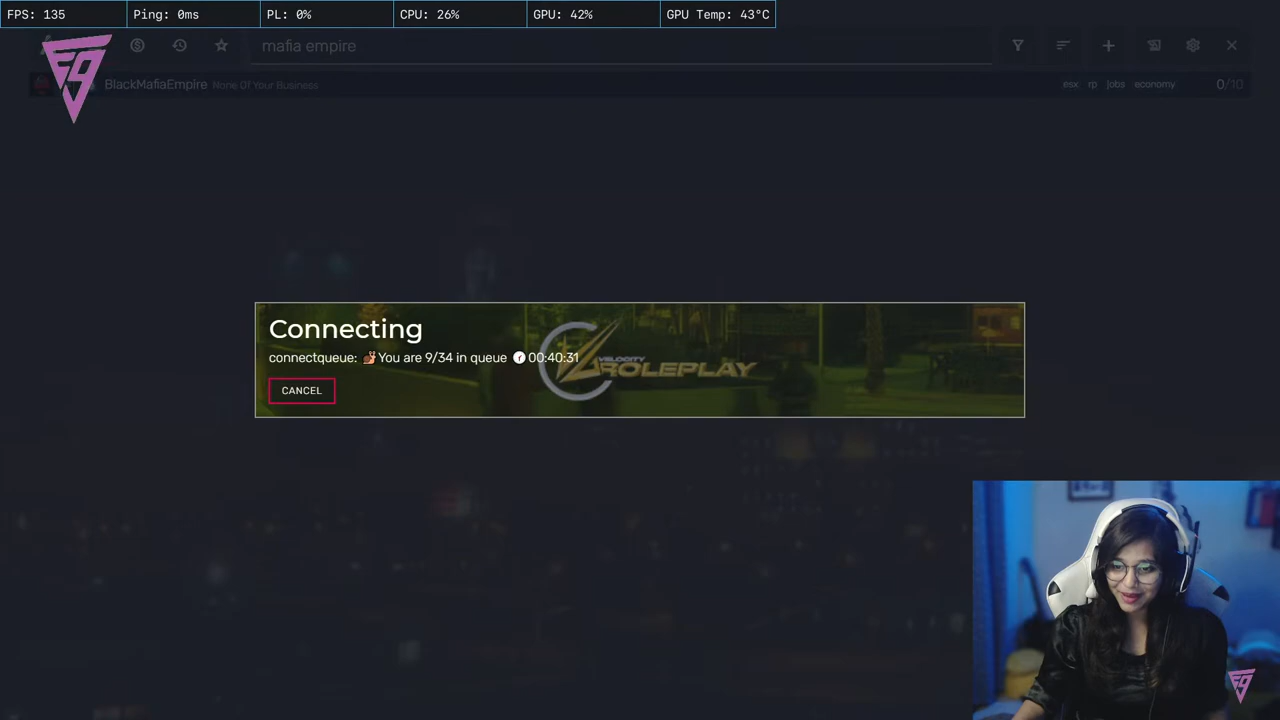 FPS: 135 Ping: 0ms PL: 0% CPU: 26% GPU: 42% GPU Temp: 43°C
mafia empire
BlackMafiaEmpire None Of Your Business esx rp jobs economy 0/10
Connecting
connectqueue: 🐌You are 9/34 in queue 🕜00:40:31
VELOCITY
ROLEPLAY
CANCEL